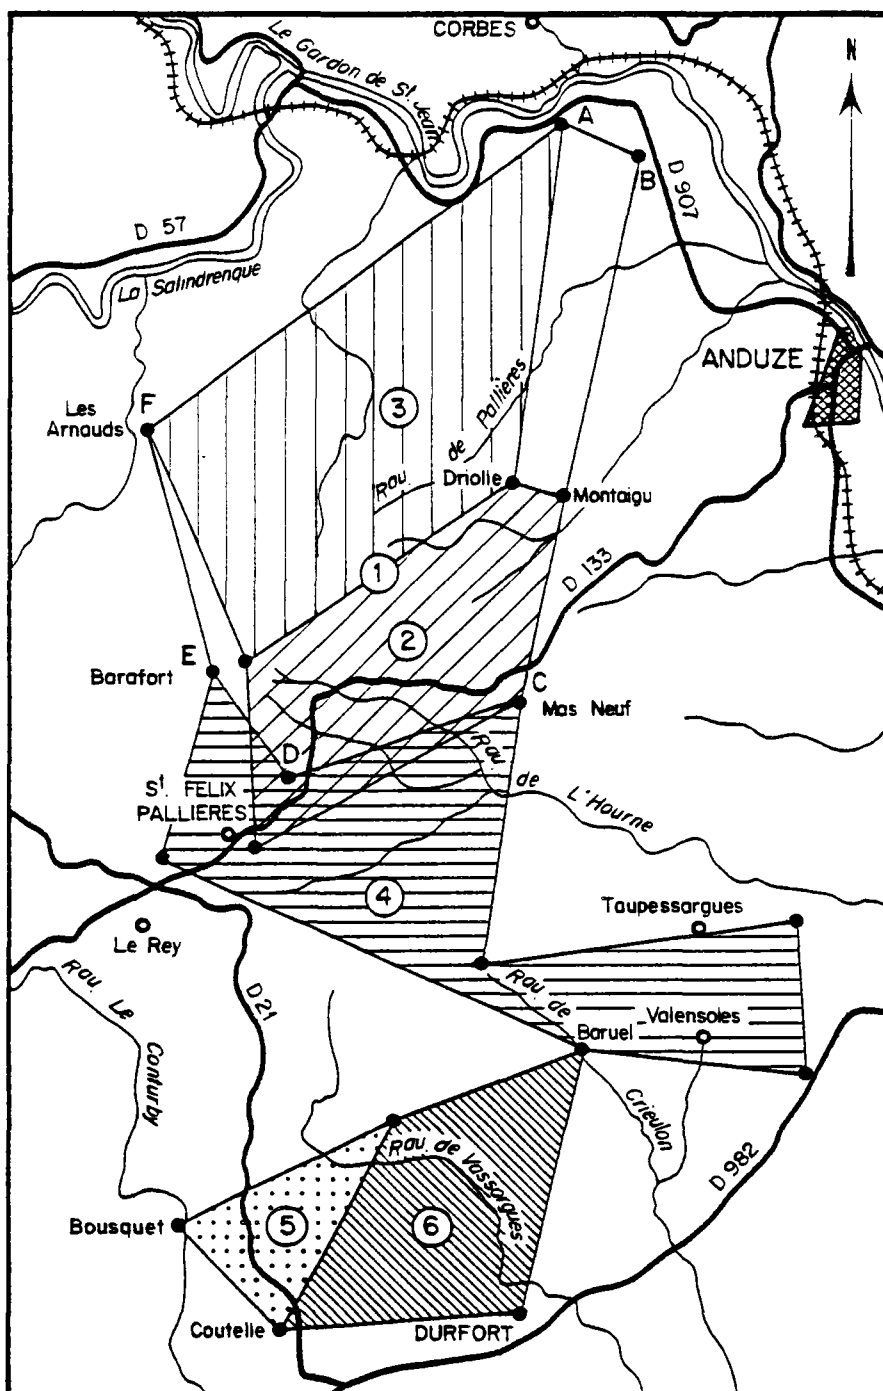 CORBES
Le Gardon de St Jean
N
A
B
D 907
D 57
La Salindrenque
ANDUZE
Rau. de Pallières
F
Les
Arnauds
3
Driolle
Montaigu
1
D 133
2
E
Barafort
C
Mas Neuf
D
Rau. de L'Hourne
St. FELIX
PALLIERES
4
Taupessargues
Le Rey
Rau. Le Conturby
D 21
Rau. de
Valensoles
Baruel
Crieulon
Rau. de Vassorgues
D 982
Bousquet
5
6
Coutelle
DURFORT